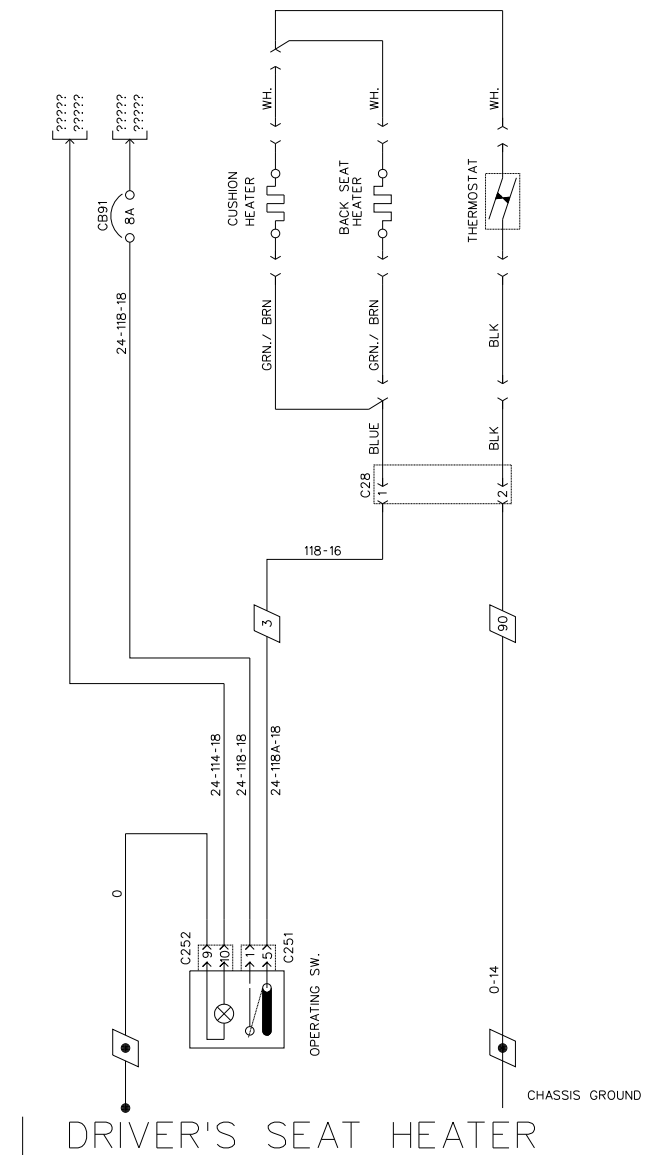 ?????
?????
?????
?????
CB91
8A
24-118-18
WH.
WH.
WH.
CUSHION
HEATER
BACK SEAT
HEATER
THERMOSTAT
GRN./ BRN
GRN./ BRN
BLK
BLUE
BLK
C28
1
2
118-16
3
90
24-114-18
24-118-18
24-118A-18
0
C252
9
10
1
5
C251
OPERATING SW.
0-14
CHASSIS GROUND
DRIVER'S SEAT HEATER